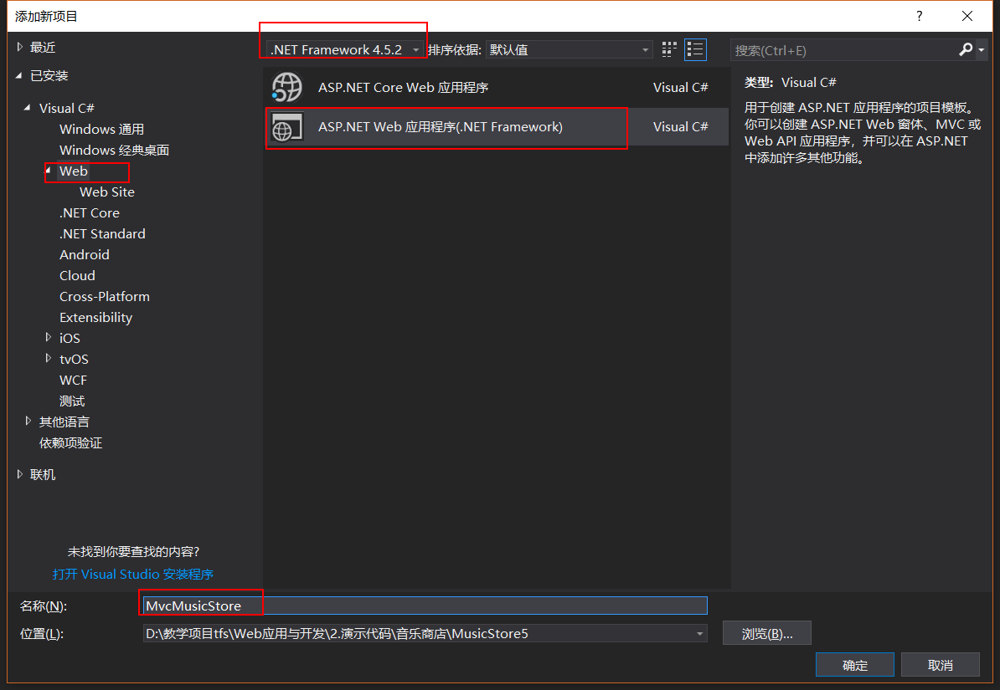 添加新项目
?
最近
已安装
Visual C#
Windows 通用
Windows 经典桌面
Web
Web Site
.NET Core
.NET Standard
Android
Cloud
Cross-Platform
Extensibility
iOS
tvOS
WCF
测试
其他语言
依赖项验证
联机
未找到你要查找的内容?
打开 Visual Studio 安装程序
.NET Framework 4.5.2 排序依据: 默认值
ASP.NET Core Web 应用程序 Visual C#
ASP.NET Web 应用程序(.NET Framework) Visual C#
搜索(Ctrl+E)
类型: Visual C#
用于创建 ASP.NET 应用程序的项目模板。
你可以创建 ASP.NET Web 窗体、MVC 或
Web API 应用程序，并可以在 ASP.NET
中添加许多其他功能。
名称(N): MvcMusicStore
位置(L): D:\教学项目tfs\Web应用与开发\2.演示代码\音乐商店\MusicStore5 浏览(B)...
确定 取消